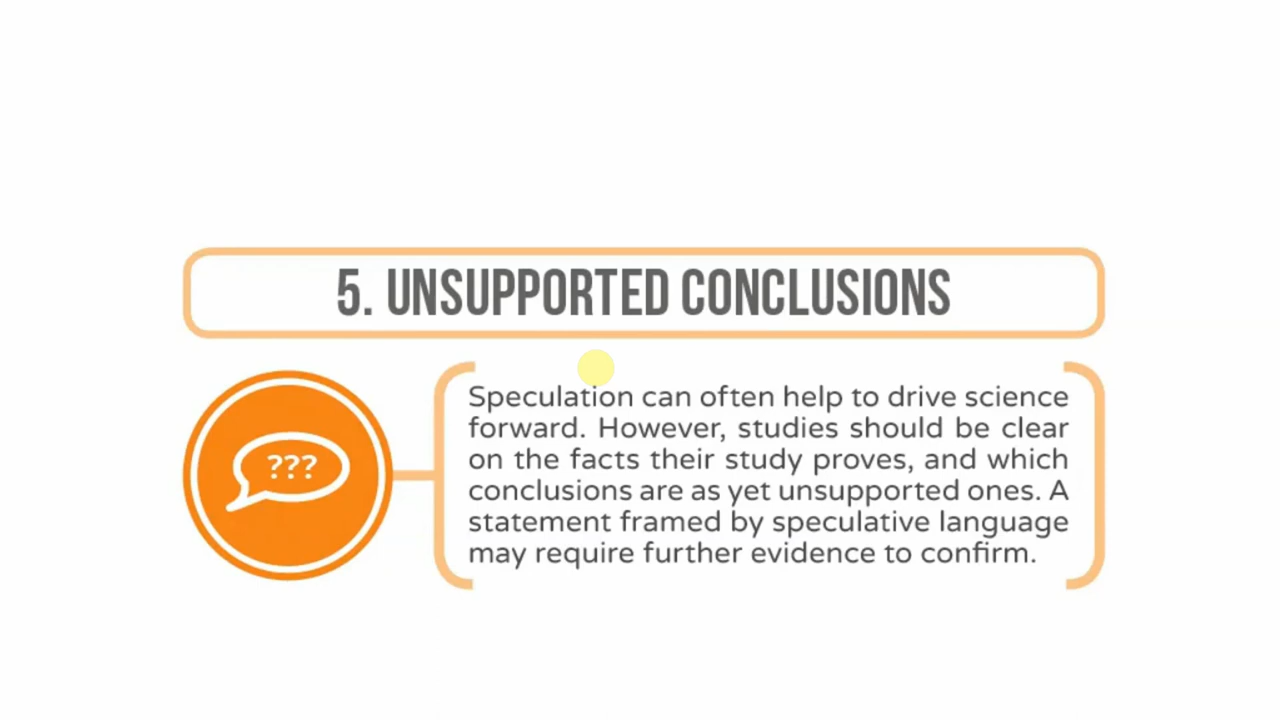 5. UNSUPPORTED CONCLUSIONS
???
Speculation can often help to drive science
forward. However, studies should be clear
on the facts their study proves, and which
conclusions are as yet unsupported ones. A
statement framed by speculative language
may require further evidence to confirm.